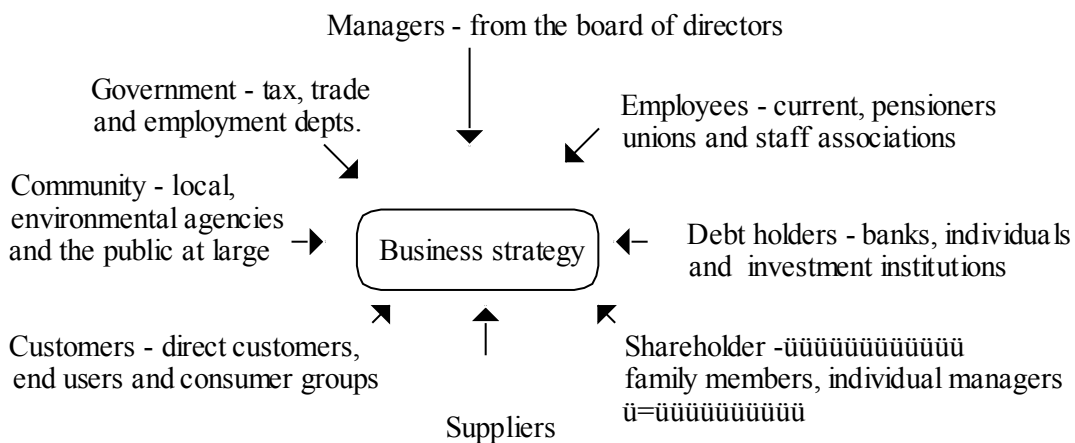 Managers - from the board of directors
Government - tax, trade
and employment depts.
Employees - current, pensioners
unions and staff associations
Community - local,
environmental agencies
and the public at large
Business strategy
Debt holders - banks, individuals
and investment institutions
Customers - direct customers,
end users and consumer groups
Suppliers
Shareholder -üüüüüüüüüüüü
family members, individual managers
ü=üüüüüüüüüü